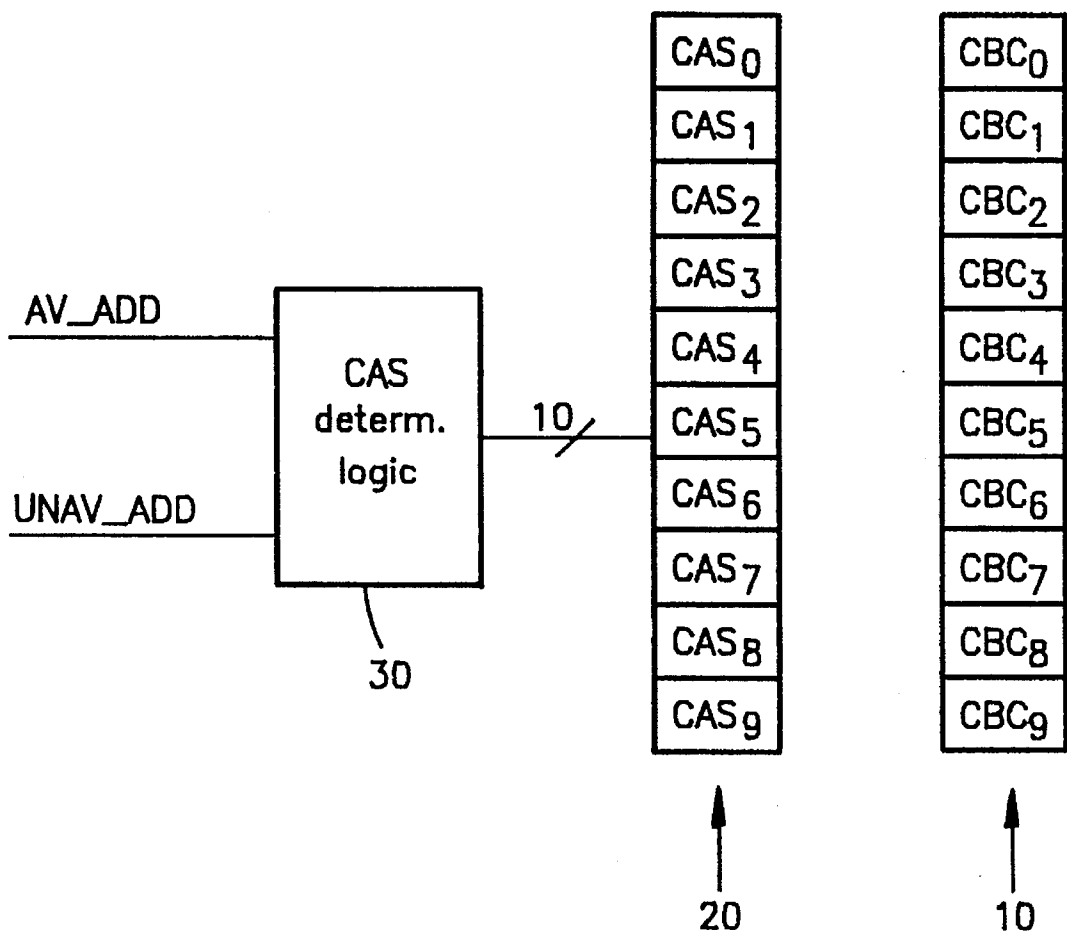 AV_ADD
UNAV_ADD
CAS
determ.
logic
30
10
CAS0
CAS1
CAS2
CAS3
CAS4
CAS5
CAS6
CAS7
CAS8
CAS9
20
CBC0
CBC1
CBC2
CBC3
CBC4
CBC5
CBC6
CBC7
CBC8
CBC9
10